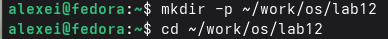 alexei@fedora:~$ mkdir -p ~/work/os/lab12
alexei@fedora:~$ cd ~/work/os/lab12